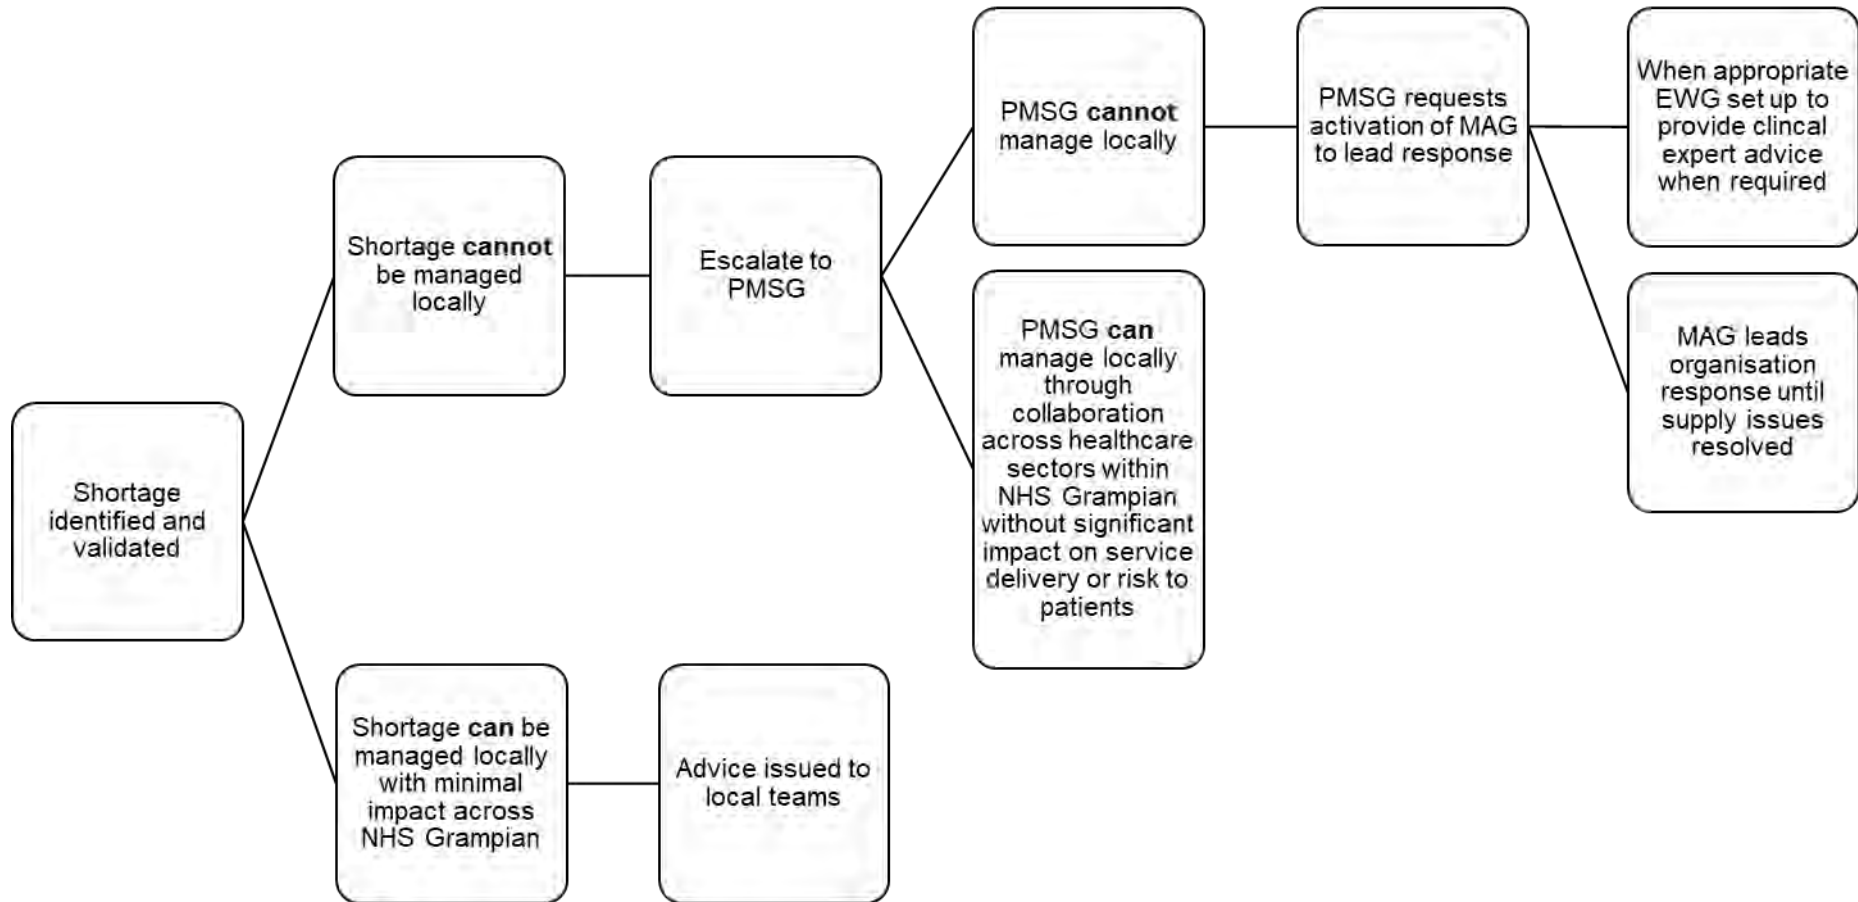 Shortage
identified and
validated
Shortage cannot
be managed
locally
Escalate to
PMSG
PMSG cannot
manage locally
PMSG requests
activation of MAG
to lead response
When appropriate
EWG set up to
provide clincal
expert advice
when required
MAG leads
organisation
response until
supply issues
resolved
PMSG can
manage locally
through
collaboration
across healthcare
sectors within
NHS Grampian
without significant
impact on service
delivery or risk to
patients
Shortage can be
managed locally
with minimal
impact across
NHS Grampian
Advice issued to
local teams